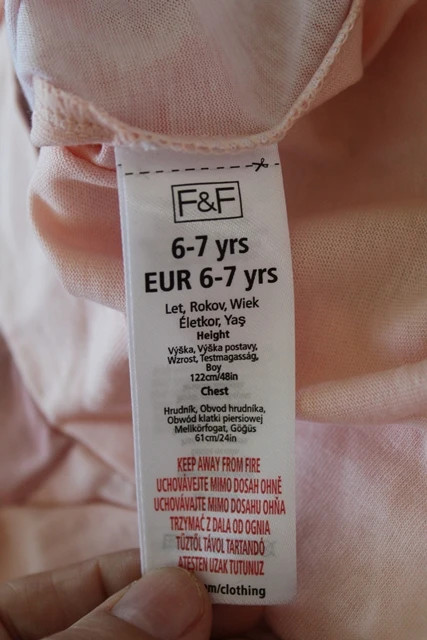 F&F
6-7 yrs
EUR 6-7 yrs
Let, Rokov, Wiek
Életkor, Yaş
Height
Výška, Výška postavy,
Wzrost, Testmagasság,
Boy
122cm/48in
Chest
Hrudník, Obvod hrudníka,
Obwód klatki piersiowej
Mellkörfogat, Göğüs
61cm/24in
KEEP AWAY FROM FIRE
UCHOVÁVEJTE MIMO DOSAH OHNĚ
UCHOVÁVAJTE MIMO DOSAHU OHŇA
TRZYMAĆ Z DALA OD OGNIA
TŰZTŐL TÁVOL TARTANDÓ
ATEŞTEN UZAK TUTUNUZ
m/clothing